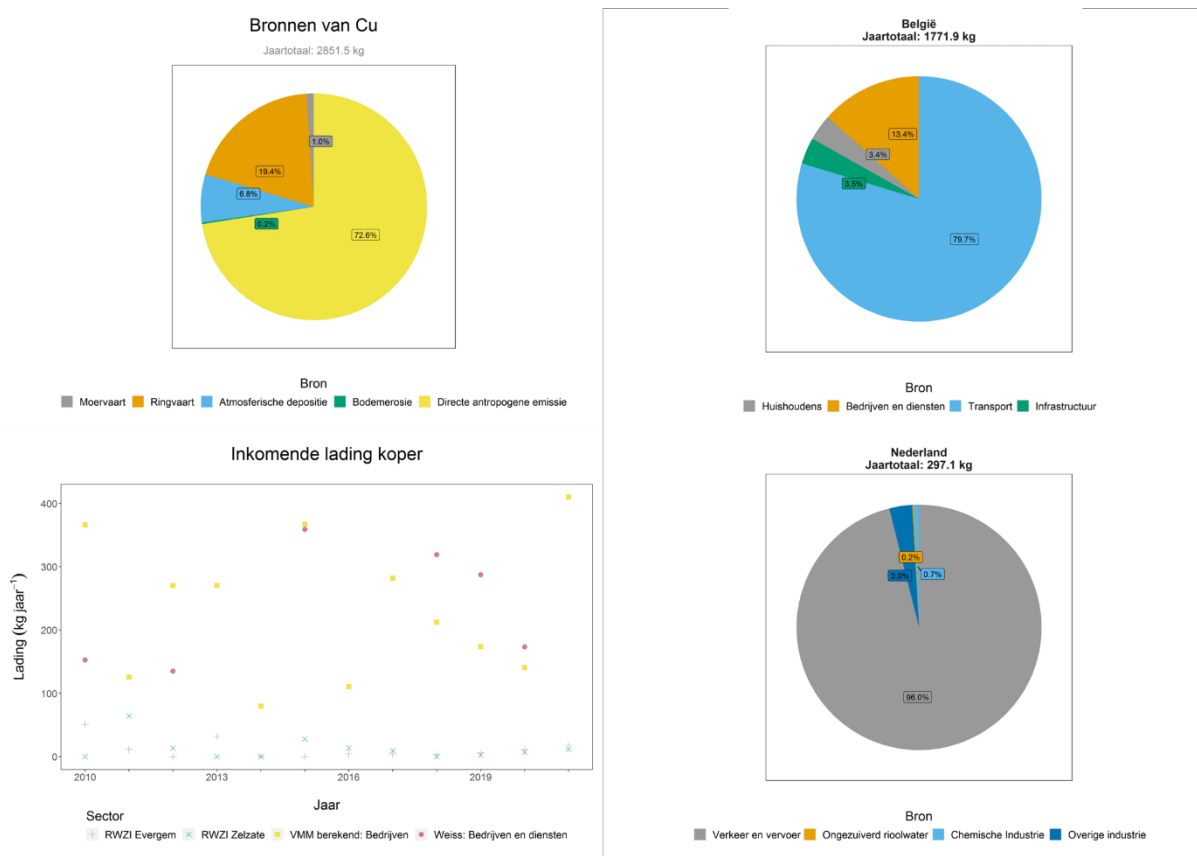 Bronnen van Cu
Jaartotaal: 2851.5 kg
1.0%
19.4%
6.8%
0.2%
72.6%
Bron
Moervaart Ringvaart Atmosferische depositie Bodemerosie Directe antropogene emissie
België
Jaartotaal: 1771.9 kg
13.4%
3.4%
3.5%
79.7%
Bron
Huishoudens Bedrijven en diensten Transport Infrastructuur
Inkomende lading koper
Lading (kg jaar⁻¹)
400
300
200
100
0
2010 2013 2016 2019
Jaar
Sector
RWZI Evergem RWZI Zelzate VMM berekend: Bedrijven Weiss: Bedrijven en diensten
Nederland
Jaartotaal: 297.1 kg
0.2%
3.0% 0.7%
96.0%
Bron
Verkeer en vervoer Ongezuiverd rioolwater Chemische Industrie Overige industrie